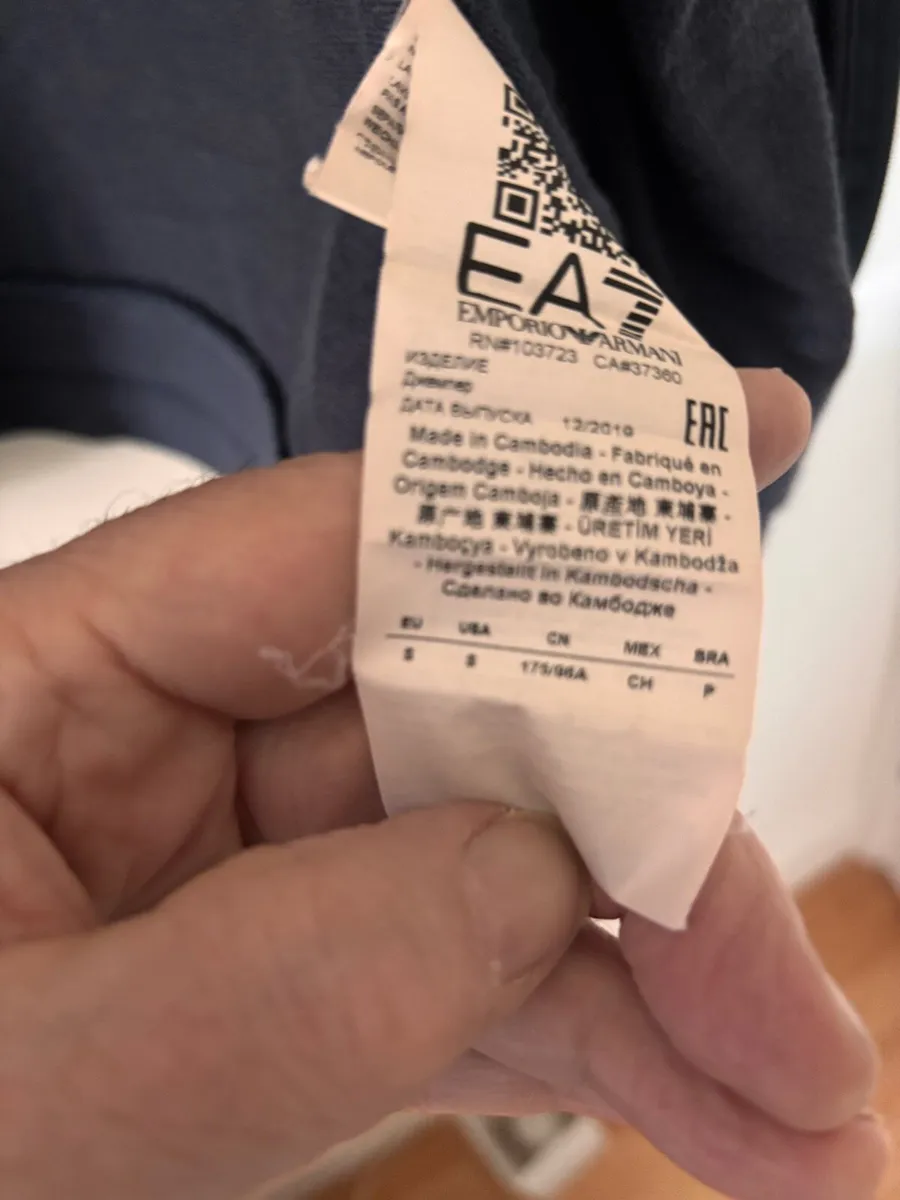 EA7
EMPORIO ARMANI
RN#103723 CA#37360
ИЗДЕЛИЕ
Джемпер
ДАТА ВЫПУСКА 12/2019
EAC
Made in Cambodia - Fabriqué en
Cambodge - Hecho en Camboya -
Origem Camboja - 原產地 柬埔寨 -
原产地 柬埔寨 - ÜRETİM YERİ
Kamboçya - Vyrobeno v Kambodža
- Hergestellt in Kambodscha -
Сделано во Камбодже
EU USA CN MEX BRA
S S 175/96A CH P